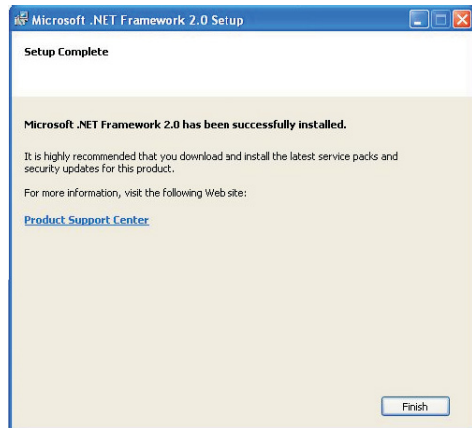 Microsoft .NET Framework 2.0 Setup
Setup Complete
Microsoft .NET Framework 2.0 has been successfully installed.
It is highly recommended that you download and install the latest service packs and
security updates for this product.
For more information, visit the following Web site:
Product Support Center
Finish